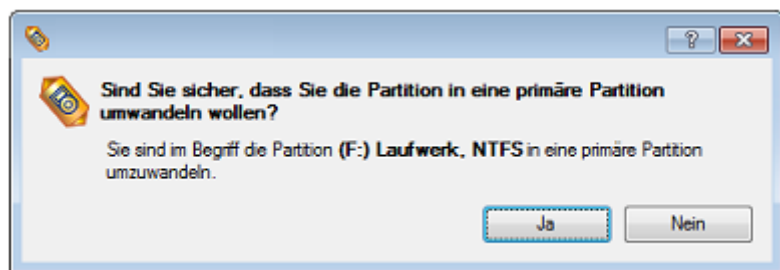 Sind Sie sicher, dass Sie die Partition in eine primäre Partition
umwandeln wollen?
Sie sind im Begriff die Partition (F:) Laufwerk, NTFS in eine primäre Partition
umzuwandeln.
Ja
Nein